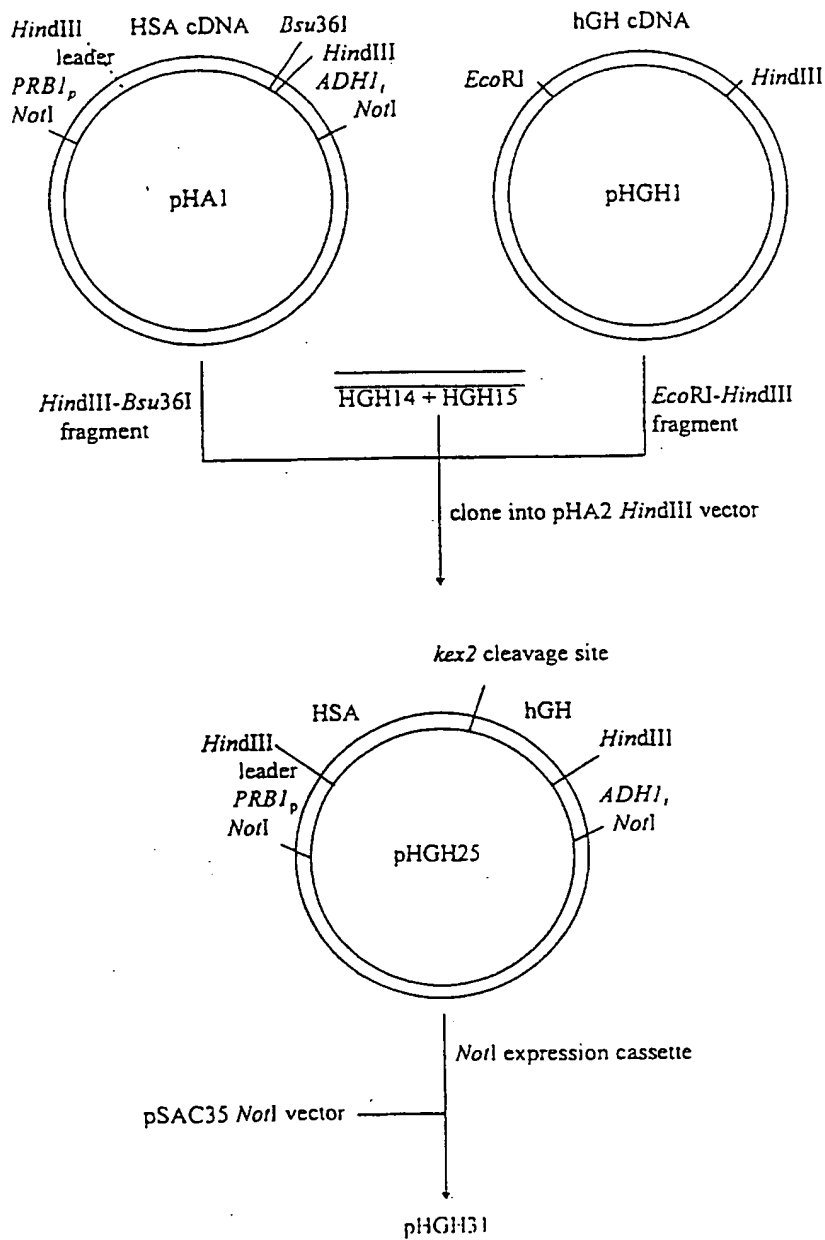 HindIII
leader
PRB1p
NotI
HSA cDNA
Bsu36I
HindIII
ADH1t
NotI
pHA1
hGH cDNA
EcoRI
HindIII
pHGH1
HindIII-Bsu36I
fragment
HGH14 + HGH15
EcoRI-HindIII
fragment
clone into pHA2 HindIII vector
kex2 cleavage site
HSA
hGH
HindIII
leader
PRB1p
NotI
HindIII
ADH1t
NotI
pHGH25
NotI expression cassette
pSAC35 NotI vector
pHGH31